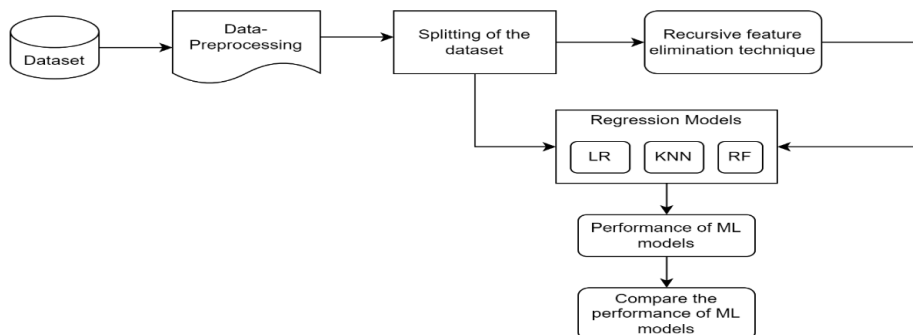 Dataset
Data-
Preprocessing
Splitting of the
dataset
Recursive feature
elimination technique
Regression Models
LR
KNN
RF
Performance of ML
models
Compare the
performance of ML
models